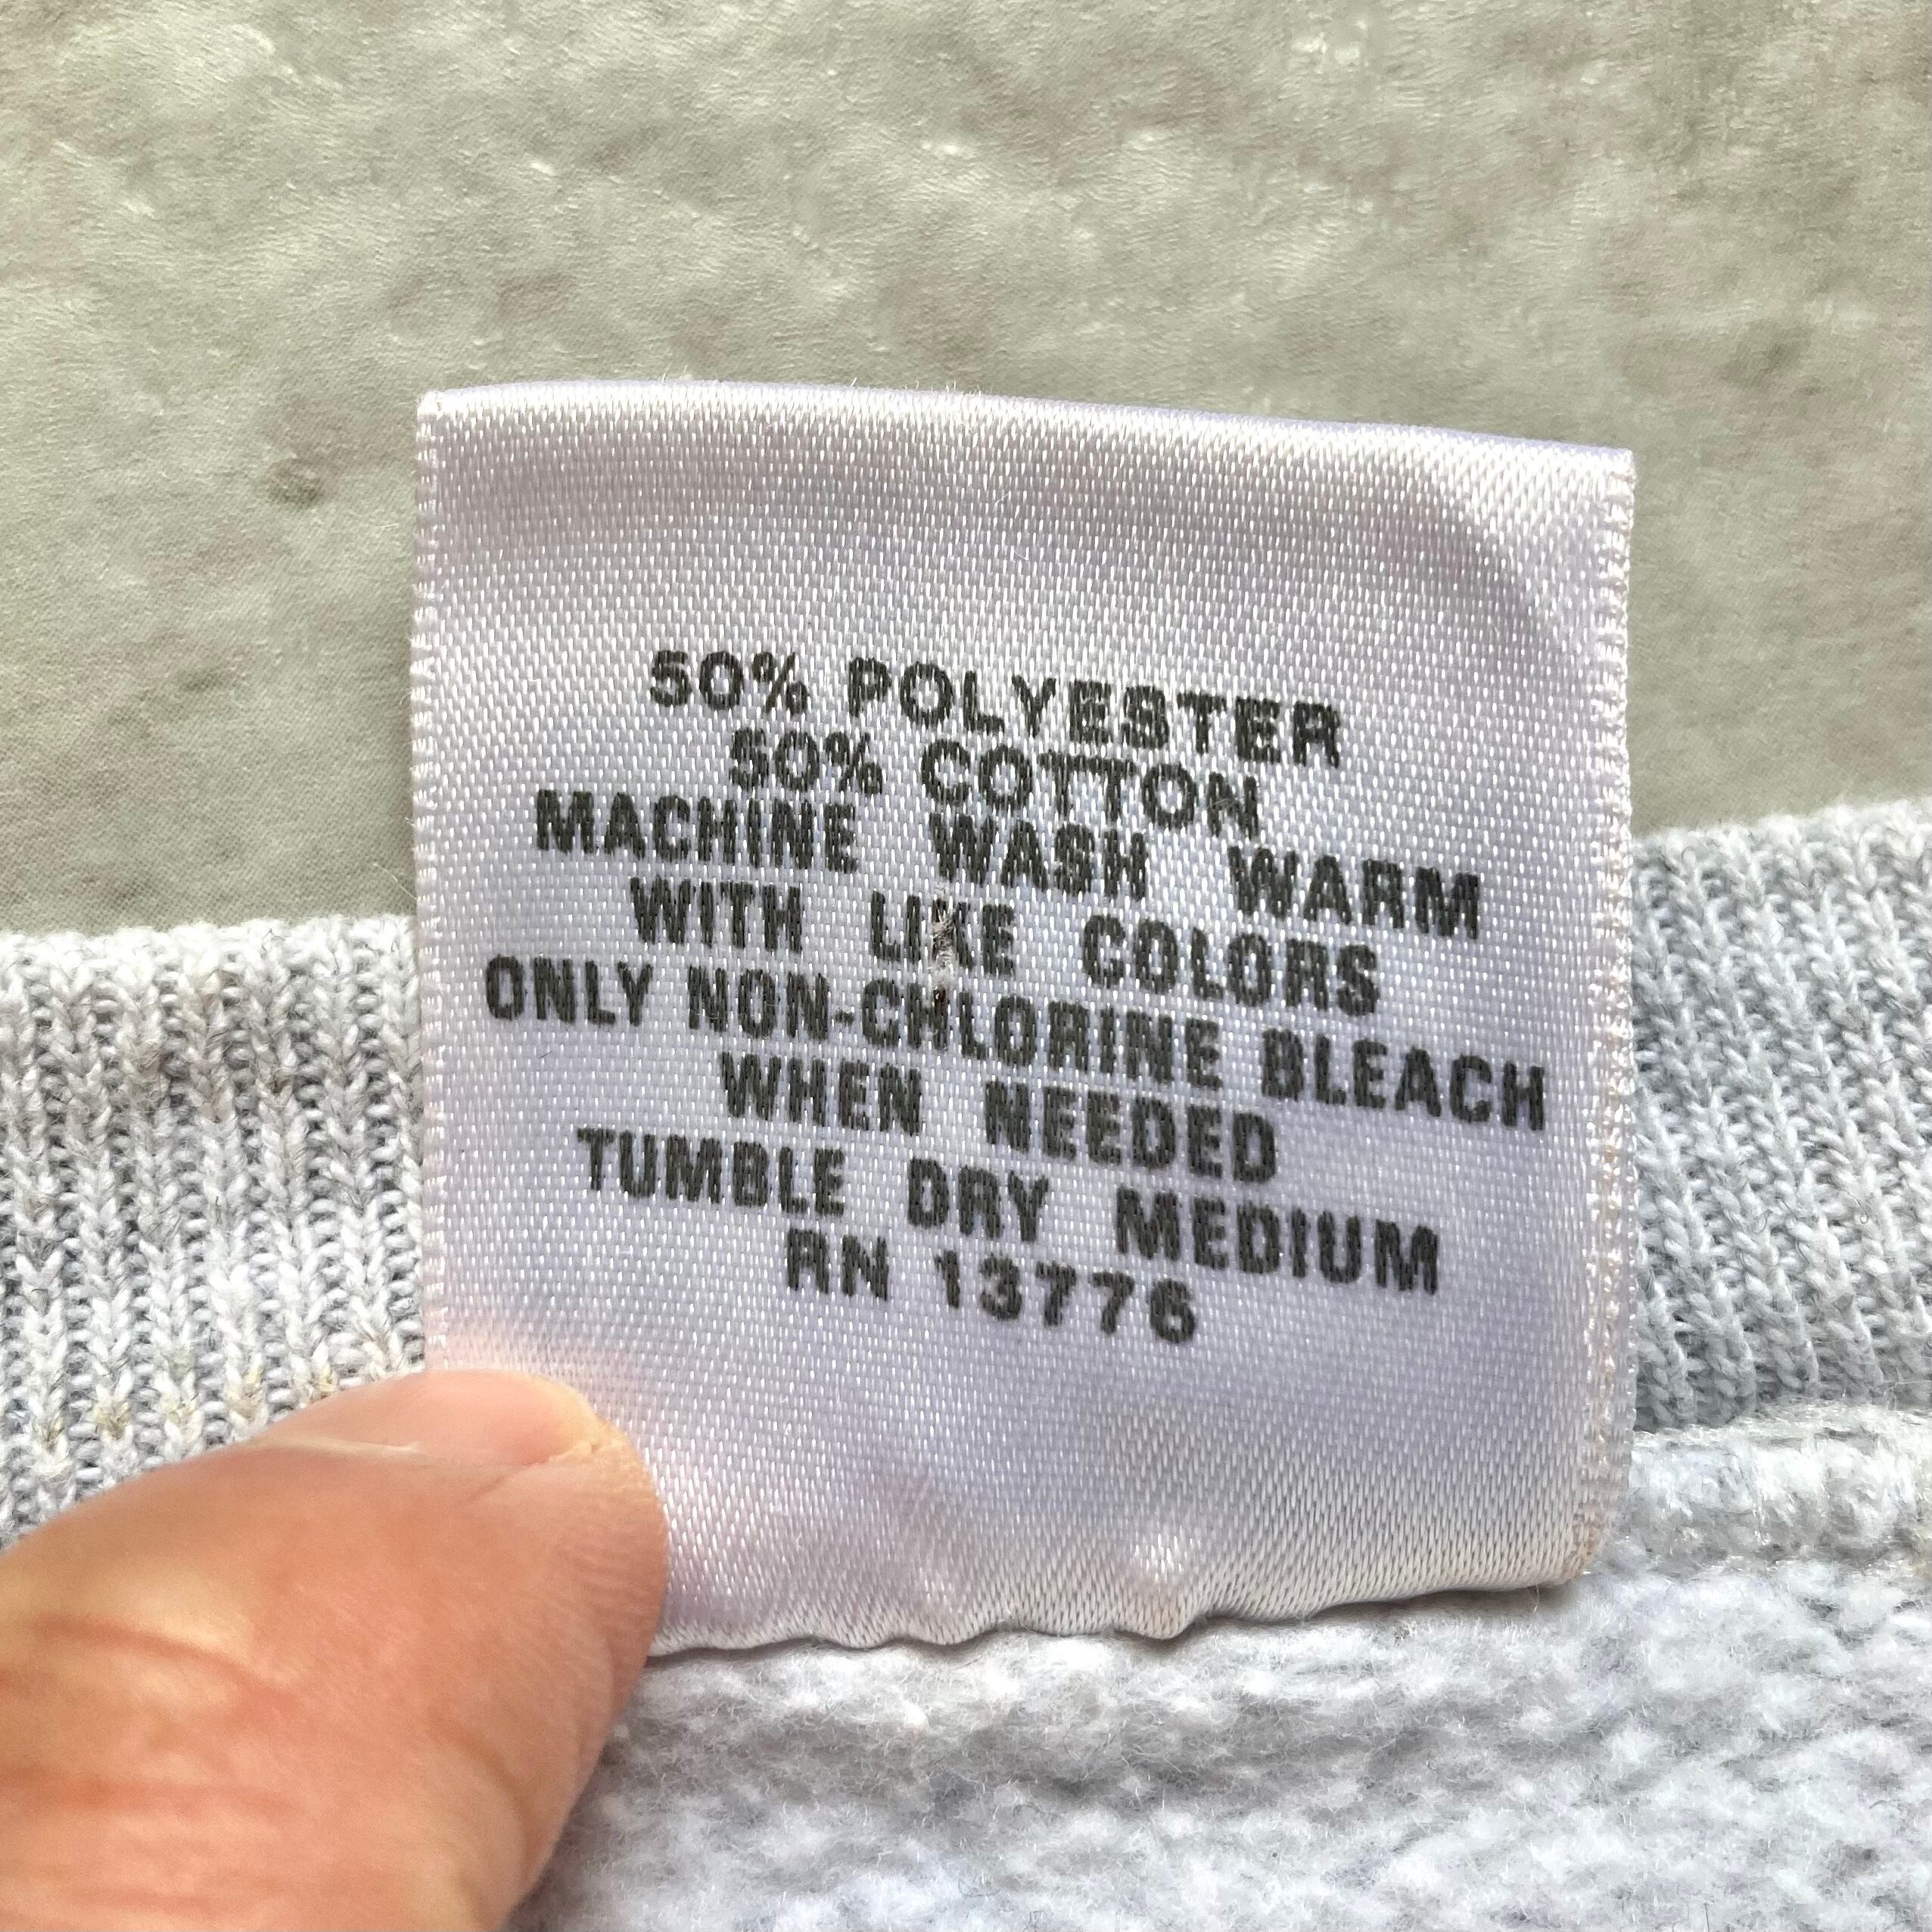 50% POLYESTER
50% COTTON
MACHINE WASH WARM
WITH LIKE COLORS
ONLY NON-CHLORINE BLEACH
WHEN NEEDED
TUMBLE DRY MEDIUM
RN 13776